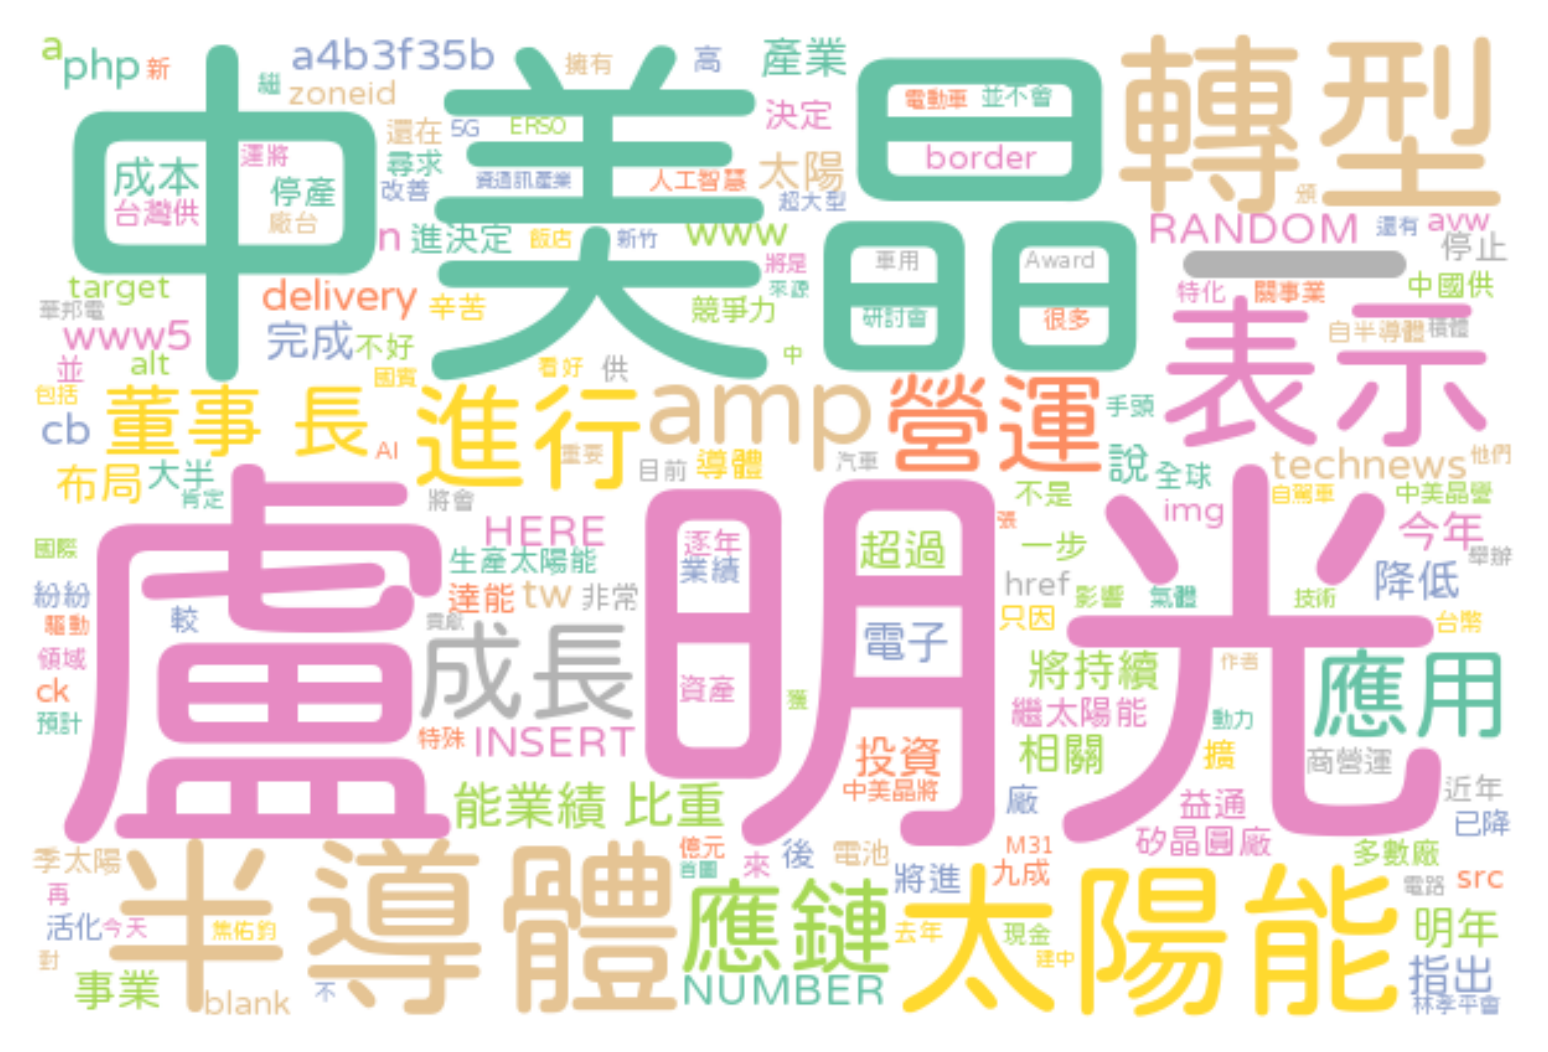 a
php
新
a4b3f35b
繼
zoneid
擁有
高
產業
轉型
中美晶
成本
台灣供
運將
停產
廠台
還在
5G
ERSO
尋求
改善
資通訊產業
人工智慧
決定
太陽
超大型
電動車
並不會
border
頒
n
進決定
飯店
新竹
www
將是
來源
車用
Award
研討會
很多
RANDOM
還有
avw
停止
一
target
華邦電
www5
delivery
辛苦
完成
不好
競爭力
特化
關事業
中國供
並
alt
國賓
看好
供
中
自半導體
積體
表示
包括
cb
董事
長
AI
進行
重要
amp
目前
導體
汽車
營運
手頭
說
全球
technews
他們
布局
大半
肯定
將會
不是
張
img
自駕車
中美晶營
今年
舉辦
盧明光
國際
HERE
生產太陽能
逐年
業績
超過
一步
href
影響
氣體
技術
降低
紛紛
驅動
較
達能
tw
非常
貢獻
電子
只因
台幣
領域
ck
預計
成長
資產
獲
將持續
作者
應用
繼太陽能
動力
特殊
INSERT
投資
中美晶將
相關
擴
商營運
近年
能業績
比重
廠
益通
已降
季太陽
億元
首圖
來
後
電池
M31
九成
矽晶圓廠
多數廠
半導體
再
活化
今天
焦佑鈞
對
應鏈
將進
太陽能
電路
src
去年
現金
建中
明年
事業
blank
不
NUMBER
指出
林孝平會